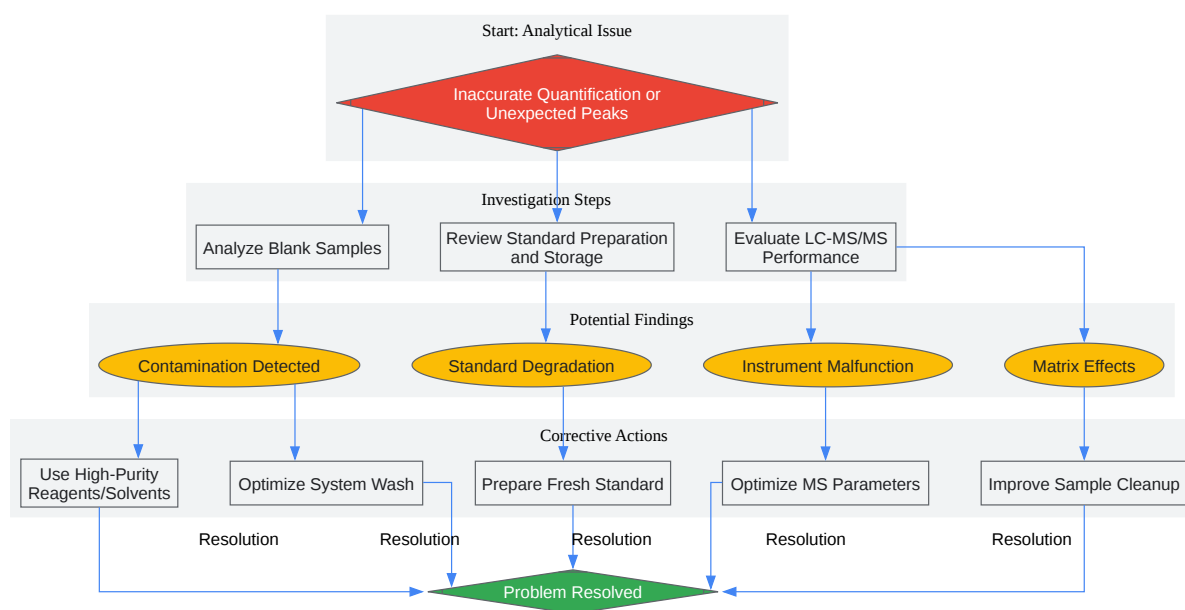 Start: Analytical Issue
Inaccurate Quantification or
Unexpected Peaks
Investigation Steps
Analyze Blank Samples
Review Standard Preparation
and Storage
Evaluate LC-MS/MS
Performance
Potential Findings
Contamination Detected
Standard Degradation
Instrument Malfunction
Matrix Effects
Corrective Actions
Use High-Purity
Reagents/Solvents
Optimize System Wash
Prepare Fresh Standard
Optimize MS Parameters
Improve Sample Cleanup
Resolution
Resolution
Resolution
Resolution
Resolution
Problem Resolved